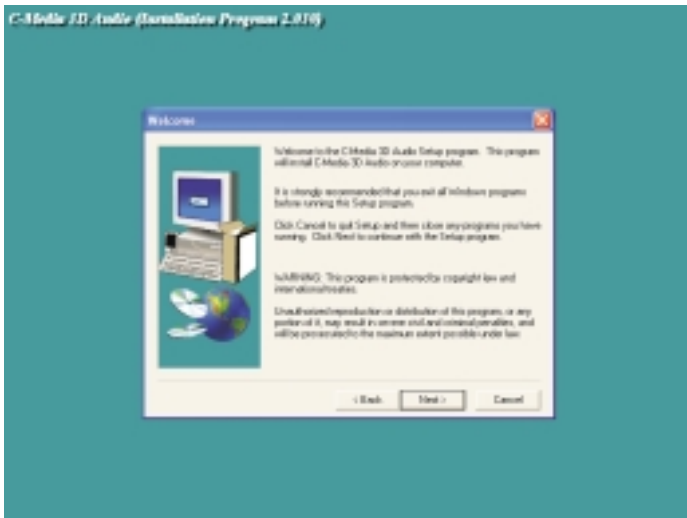 C-Media 3D Audio (Installation Program 2.010)
Welcome
Welcome to the C-Media 3D Audio Setup program. This program
will install C-Media 3D Audio on your computer.
It is strongly recommended that you exit all Windows programs
before running this Setup program.
Click Cancel to quit Setup and then close any programs you have
running. Click Next to continue with the Setup program.
WARNING: This program is protected by copyright law and
international treaties.
Unauthorized reproduction or distribution of this program, or any
portion of it, may result in severe civil and criminal penalties, and
will be prosecuted to the maximum extent possible under law.
< Back
Next >
Cancel